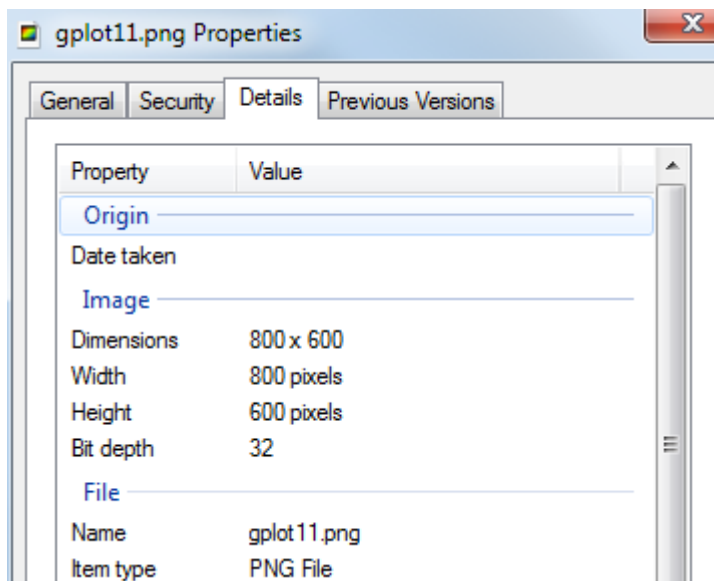 gplot11.png Properties
General Security Details Previous Versions
Property Value
Origin
Date taken
Image
Dimensions 800 x 600
Width 800 pixels
Height 600 pixels
Bit depth 32
File
Name gplot11.png
Item type PNG File